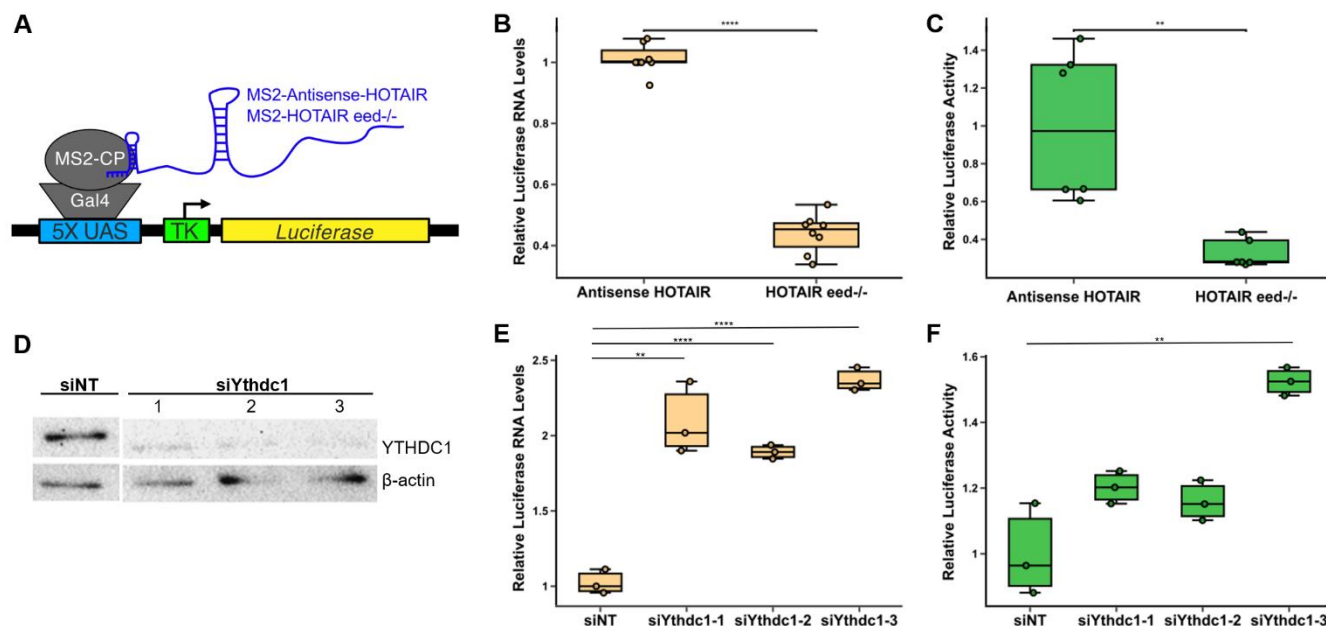 A
MS2-Antisense-HOTAIR
MS2-HOTAIR eed-/-
MS2-CP
Gal4
5X UAS
TK
Luciferase
B
****
Relative Luciferase RNA Levels
1
0.8
0.6
0.4
Antisense HOTAIR
HOTAIR eed-/-
C
**
Relative Luciferase Activity
1.4
1.2
1
0.8
0.6
0.4
Antisense HOTAIR
HOTAIR eed-/-
D
siNT
siYthdc1
1
2
3
YTHDC1
β-actin
E
****
****
**
Relative Luciferase RNA Levels
2.5
2
1.5
1
siNT
siYthdc1-1
siYthdc1-2
siYthdc1-3
F
**
Relative Luciferase Activity
1.6
1.4
1.2
1
siNT
siYthdc1-1
siYthdc1-2
siYthdc1-3